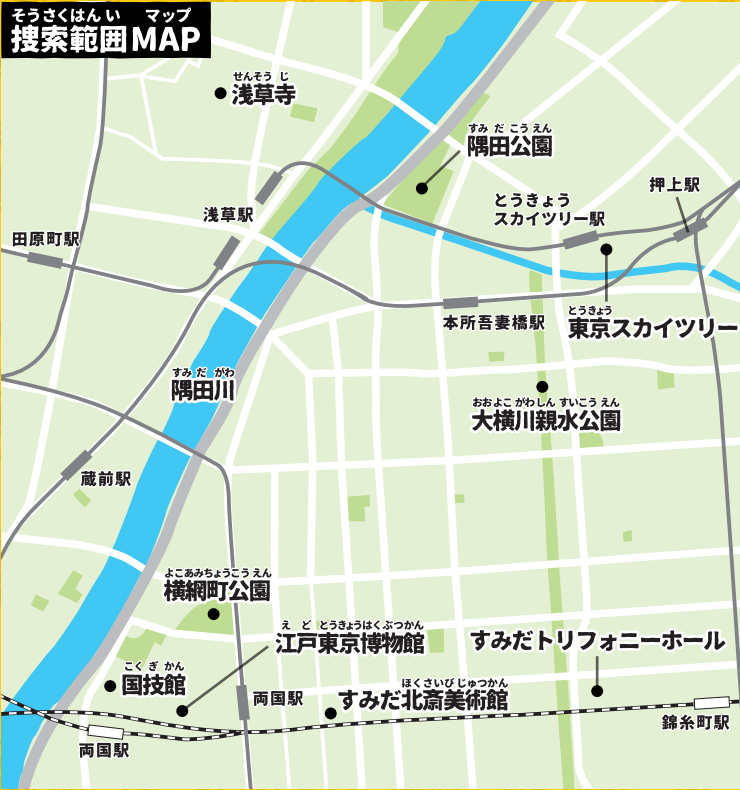 そうさくはんい マップ
捜索範囲MAP
せんそう じ
浅草寺
すみ だ こう えん
隅田公園
押上駅
とうきょう
スカイツリー駅
浅草駅
田原町駅
とうきょう
東京スカイツリー
本所吾妻橋駅
すみ だ がわ
隅田川
おおよこ がわしん すいこう えん
大横川親水公園
蔵前駅
よこあみちょうこう えん
横網町公園
え ど とうきょうはくぶつかん
江戸東京博物館
すみだトリフォニーホール
こく ぎ かん
国技館
ほくさいび じゅつかん
すみだ北斎美術館
両国駅
錦糸町駅
両国駅